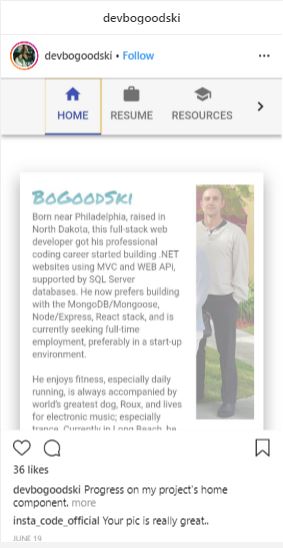 devbogoodski
devbogoodski • Follow
HOME RESUME RESOURCES
BoGoodSki
Born near Philadelphia, raised in
North Dakota, this full-stack web
developer got his professional
coding career started building .NET
websites using MVC and WEB APi,
supported by SQL Server
databases. He now prefers building
with the MongoDB/Mongoose,
Node/Express, React stack, and is
currently seeking full-time
employment, preferably in a start-up
environment.
He enjoys fitness, especially daily
running, is always accompanied by
world's greatest dog, Roux, and lives
for electronic music; especially
trance. Currently in Long Beach, he
36 likes
devbogoodski Progress on my project's home
component. more
insta_code_official Your pic is really great..
JUNE 19